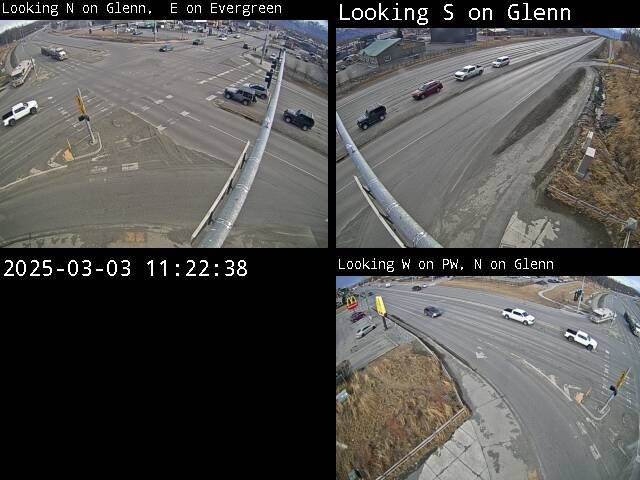 Looking N on Glenn,  E on Evergreen
Looking S on Glenn
2025-03-03 11:22:38
Looking W on PW, N on Glenn